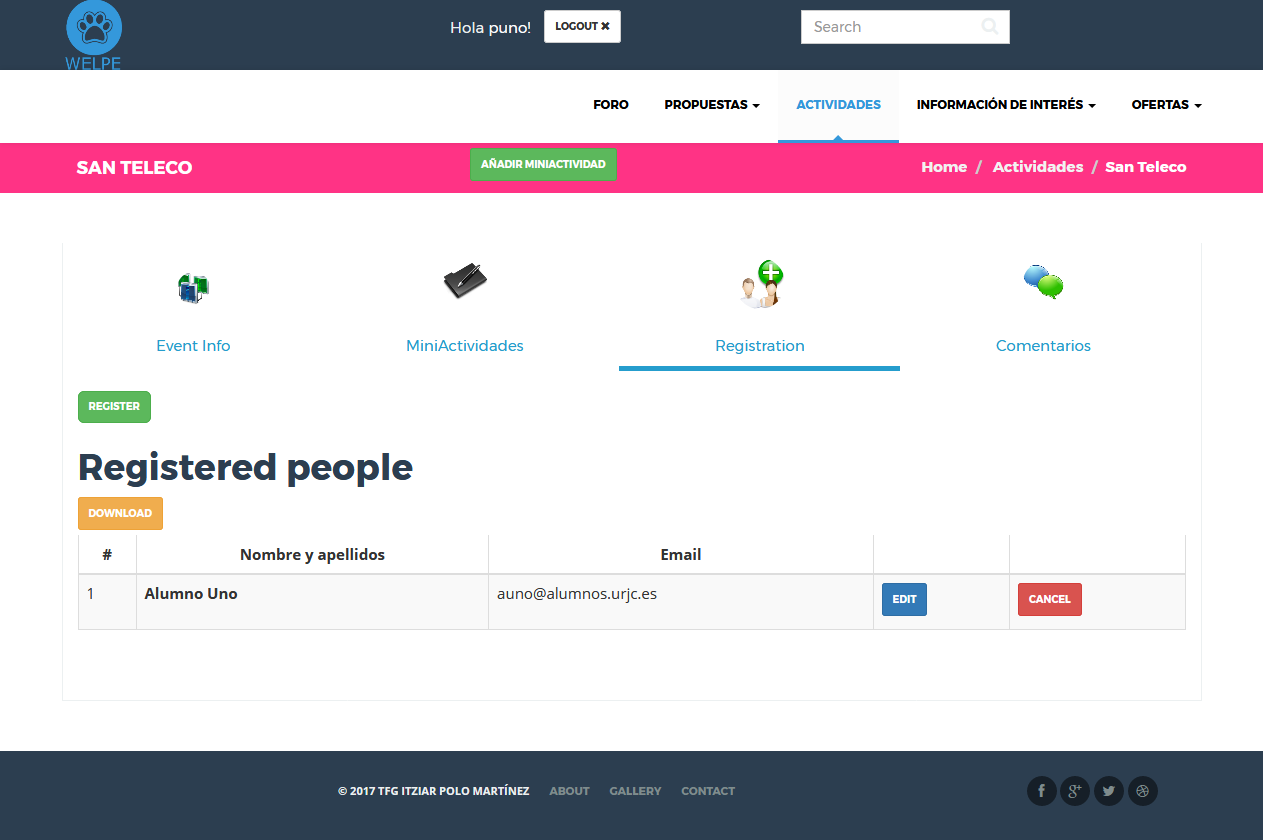 WELPE
Hola puno!
LOGOUT ✖
Search
FORO PROPUESTAS ACTIVIDADES INFORMACIÓN DE INTERÉS OFERTAS
SAN TELECO
AÑADIR MINIACTIVIDAD
Home / Actividades / San Teleco
Event Info MiniActividades Registration Comentarios
REGISTER
Registered people
DOWNLOAD
# Nombre y apellidos Email
1 Alumno Uno auno@alumnos.urjc.es EDIT CANCEL
© 2017 TFG ITZIAR POLO MARTÍNEZ ABOUT GALLERY CONTACT